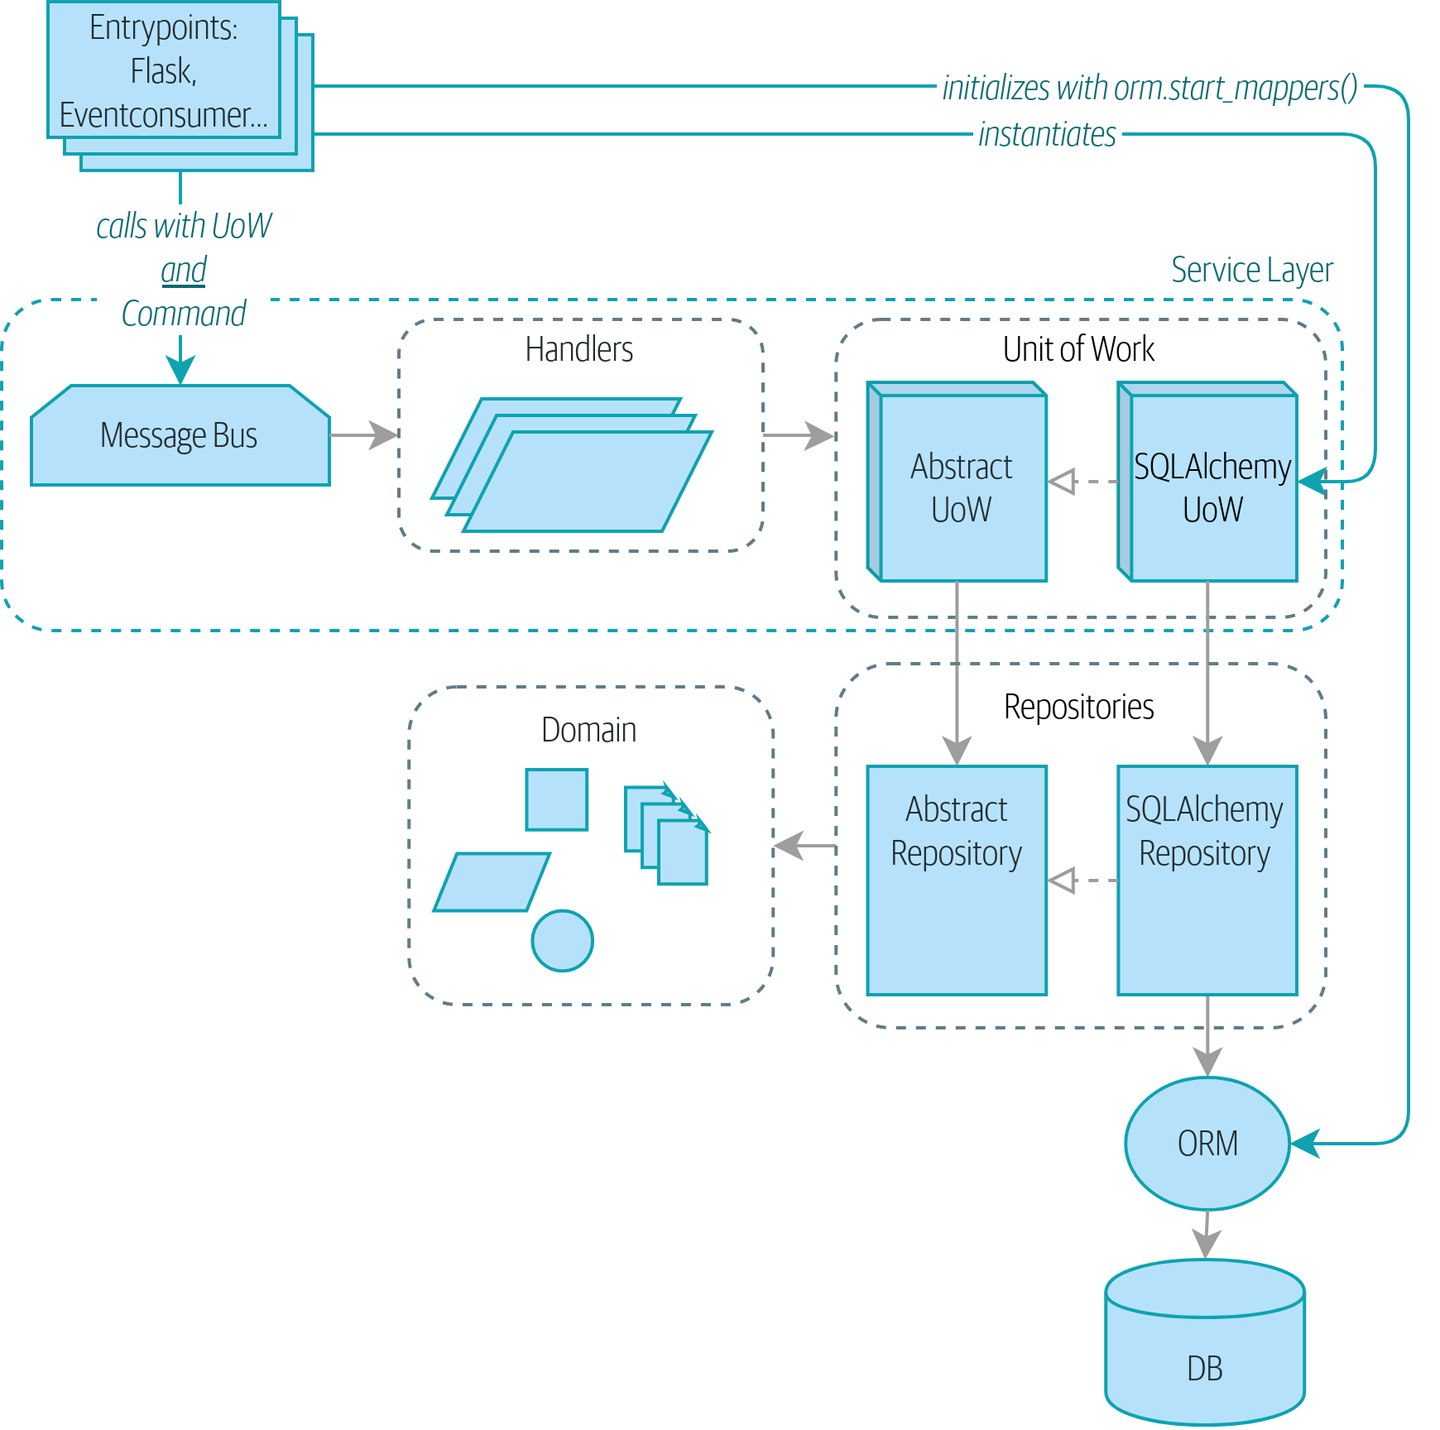 Entrypoints:
Flask,
Eventconsumer...
initializes with orm.start_mappers()
instantiates
calls with UoW
and
Command
Service Layer
Message Bus
Handlers
Unit of Work
Abstract
UoW
SQLAlchemy
UoW
Domain
Repositories
Abstract
Repository
SQLAlchemy
Repository
ORM
DB